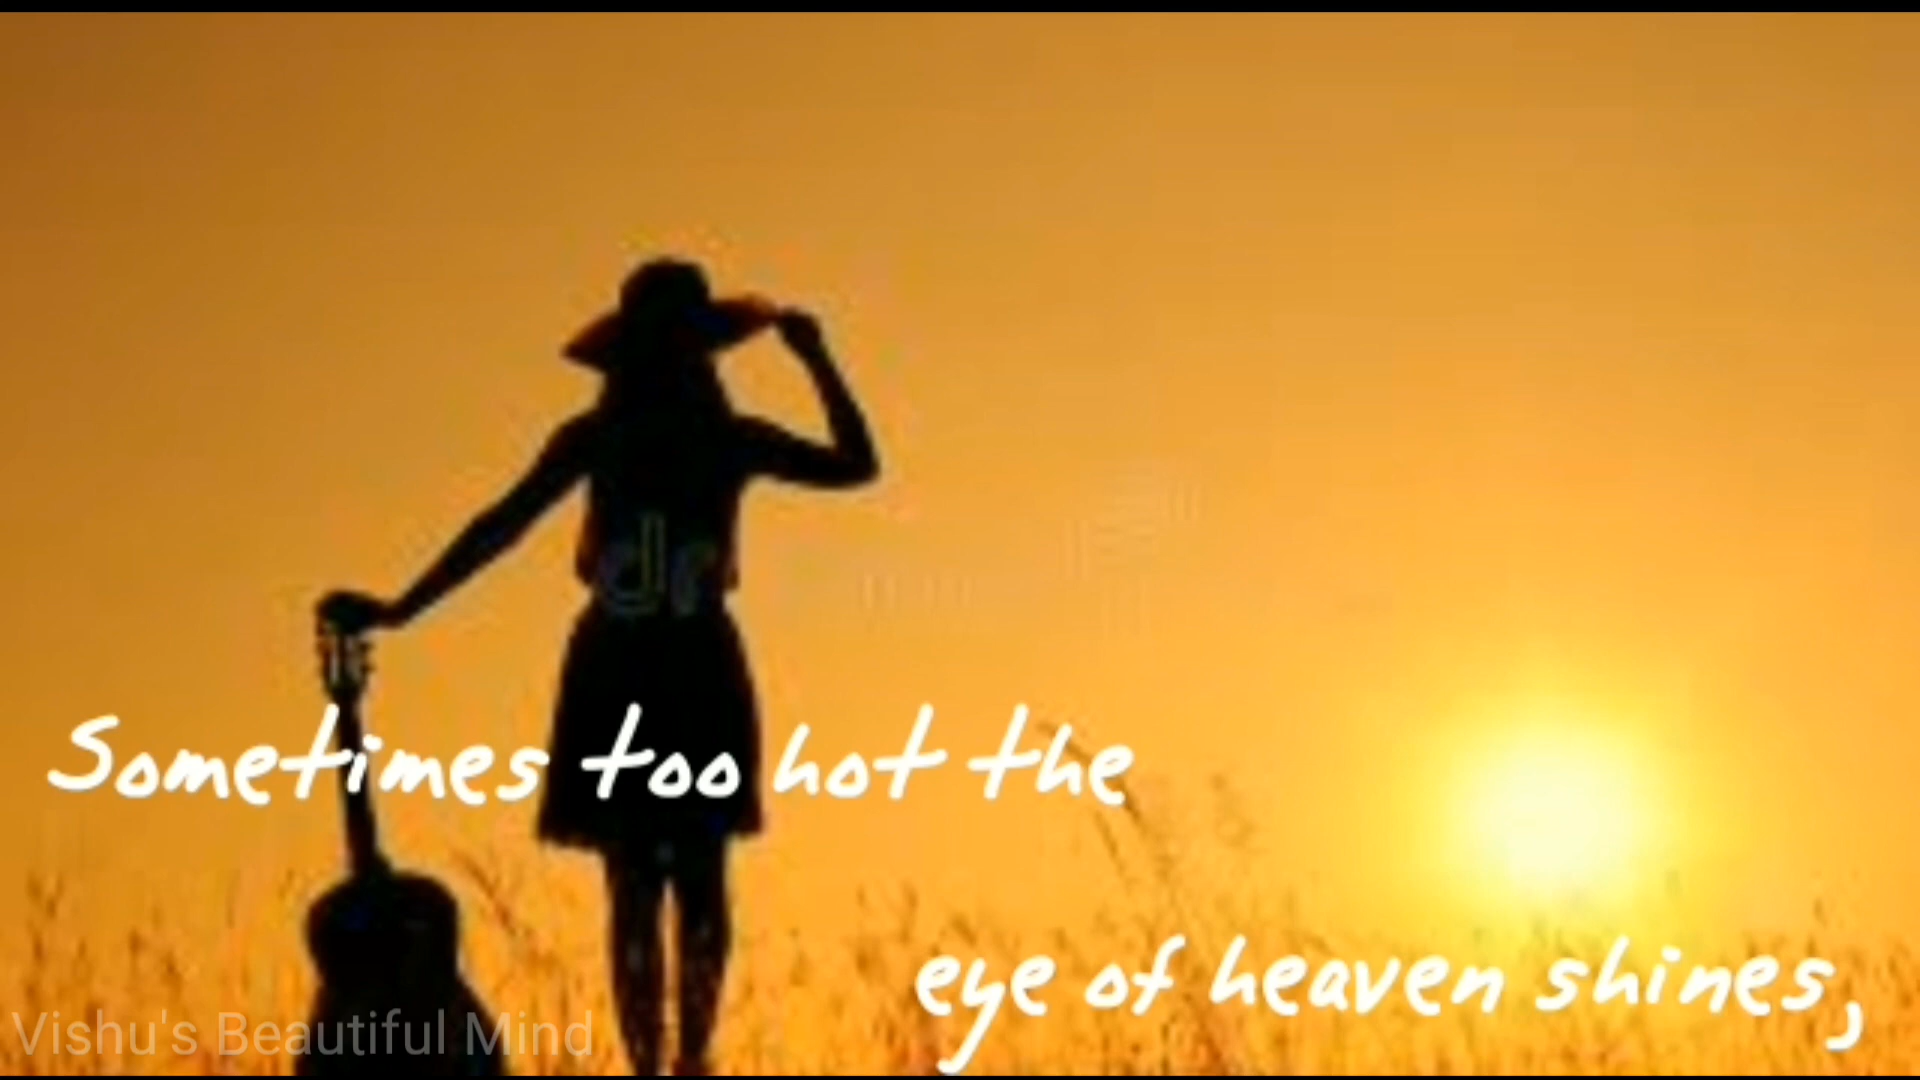 Sometimes too hot the
eye of heaven shines,
Vishu's Beautiful Mind